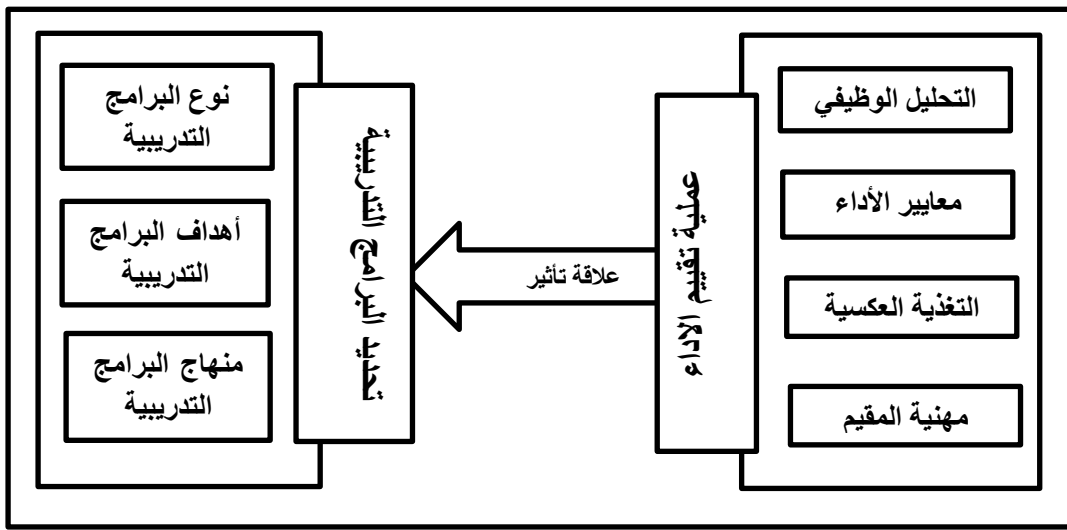 التحليل الوظيفي
معايير الأداء
التغذية العكسية
مهنية المقيم
عملية تقييم الاداء
علاقة تأثير
تحديد البرامج التدريبية
نوع البرامج
التدريبية
أهداف البرامج
التدريبية
منهاج البرامج
التدريبية